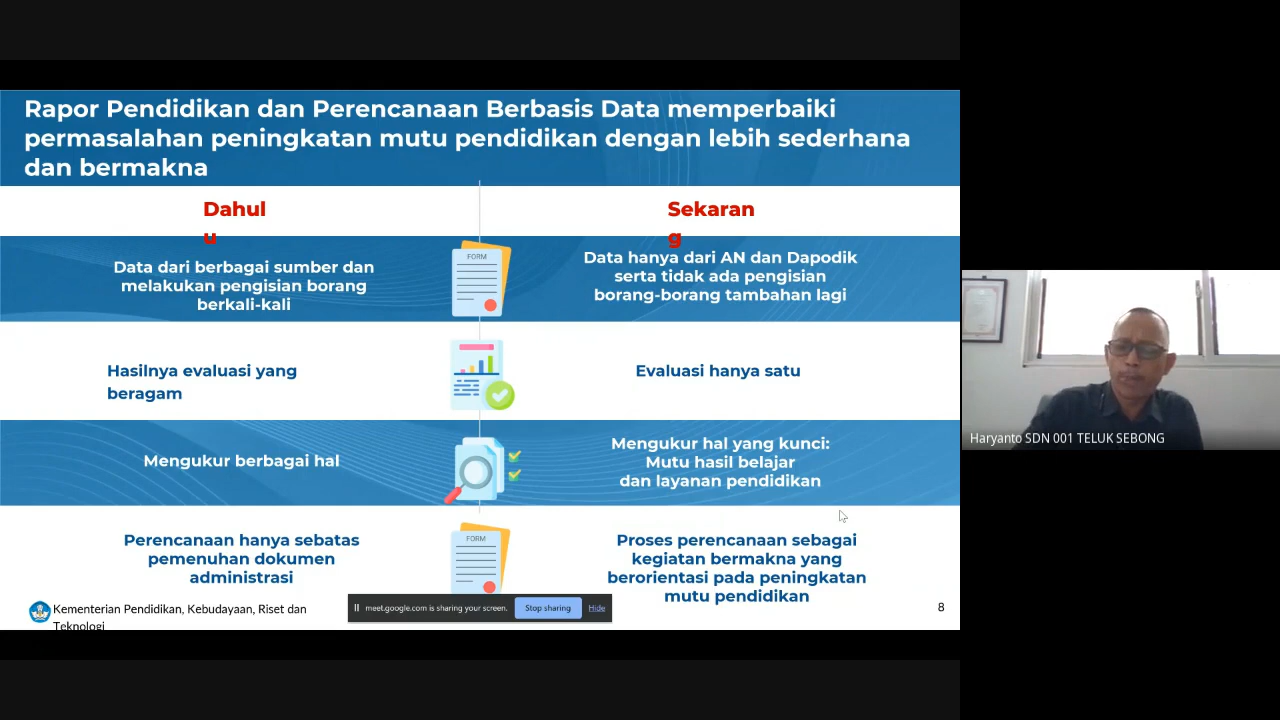 Rapor Pendidikan dan Perencanaan Berbasis Data memperbaiki
permasalahan peningkatan mutu pendidikan dengan lebih sederhana
dan bermakna
Dahul
u
Sekaran
g
Data dari berbagai sumber dan
melakukan pengisian borang
berkali-kali
FORM
Data hanya dari AN dan Dapodik
serta tidak ada pengisian
borang-borang tambahan lagi
Hasilnya evaluasi yang
beragam
Evaluasi hanya satu
Mengukur berbagai hal
Mengukur hal yang kunci:
Mutu hasil belajar
dan layanan pendidikan
Perencanaan hanya sebatas
pemenuhan dokumen
administrasi
FORM
Proses perencanaan sebagai
kegiatan bermakna yang
berorientasi pada peningkatan
mutu pendidikan
Kementerian Pendidikan, Kebudayaan, Riset dan
Teknologi
meet.google.com is sharing your screen.
Stop sharing
Hide
8
Haryanto SDN 001 TELUK SEBONG